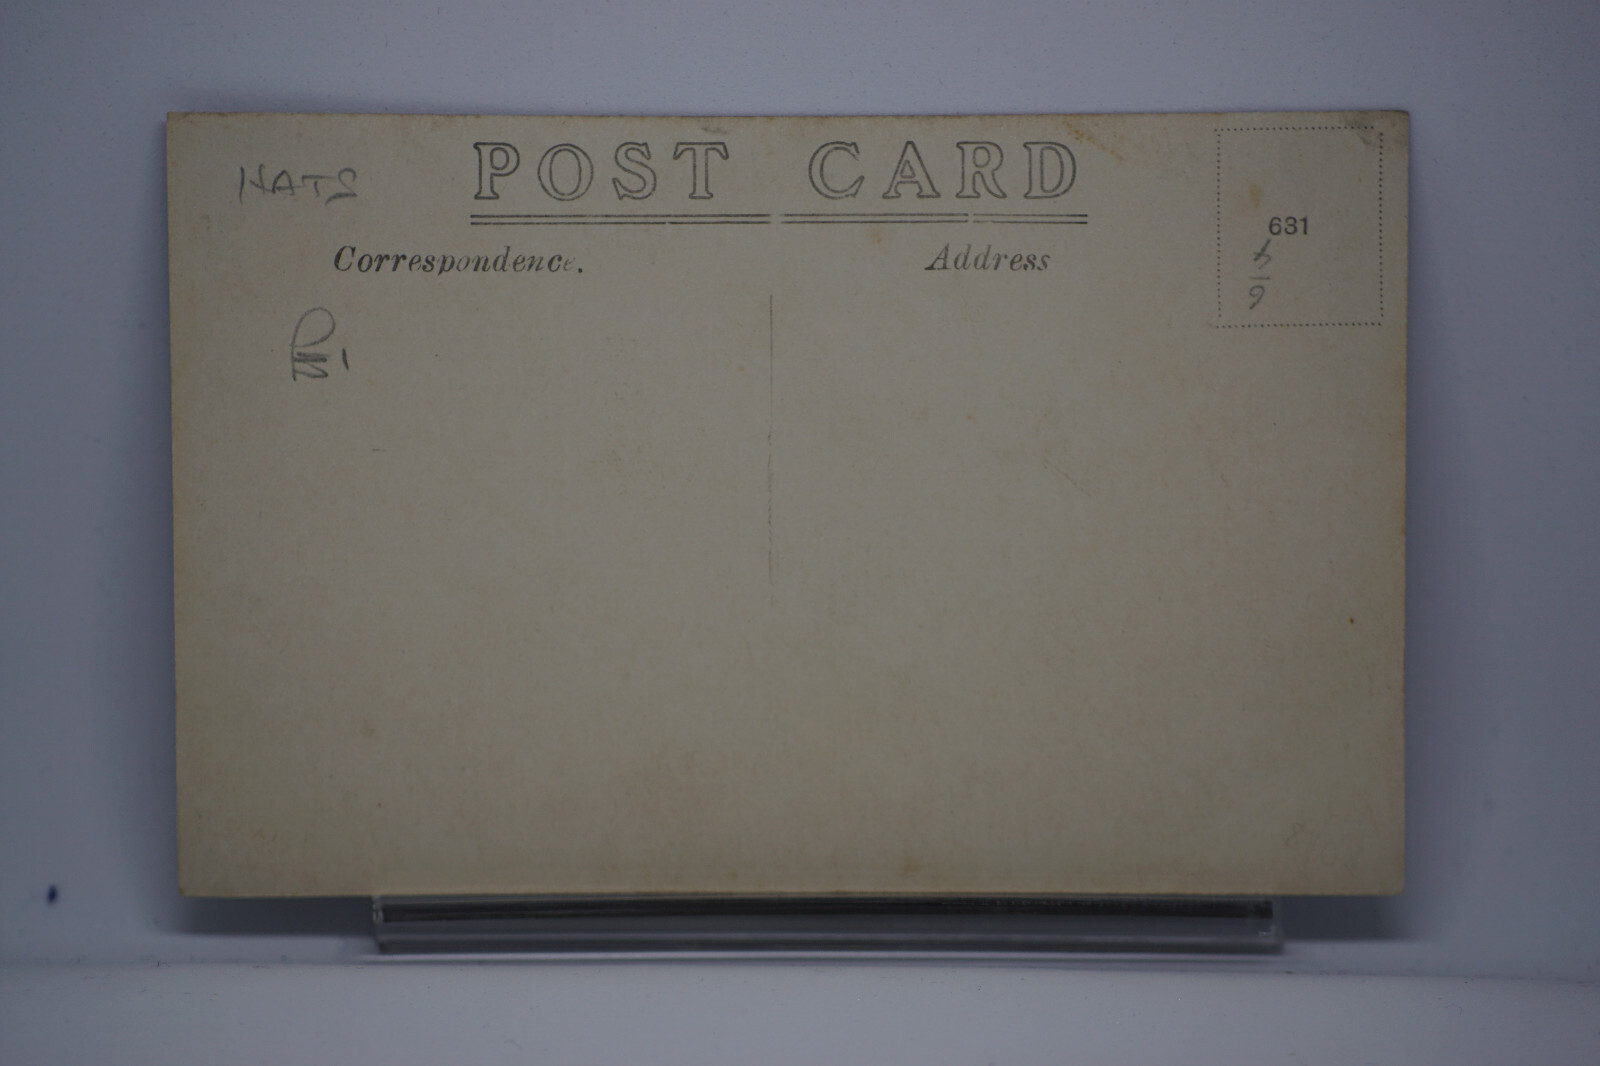 HATS
POST CARD
Correspondence.
Address
631